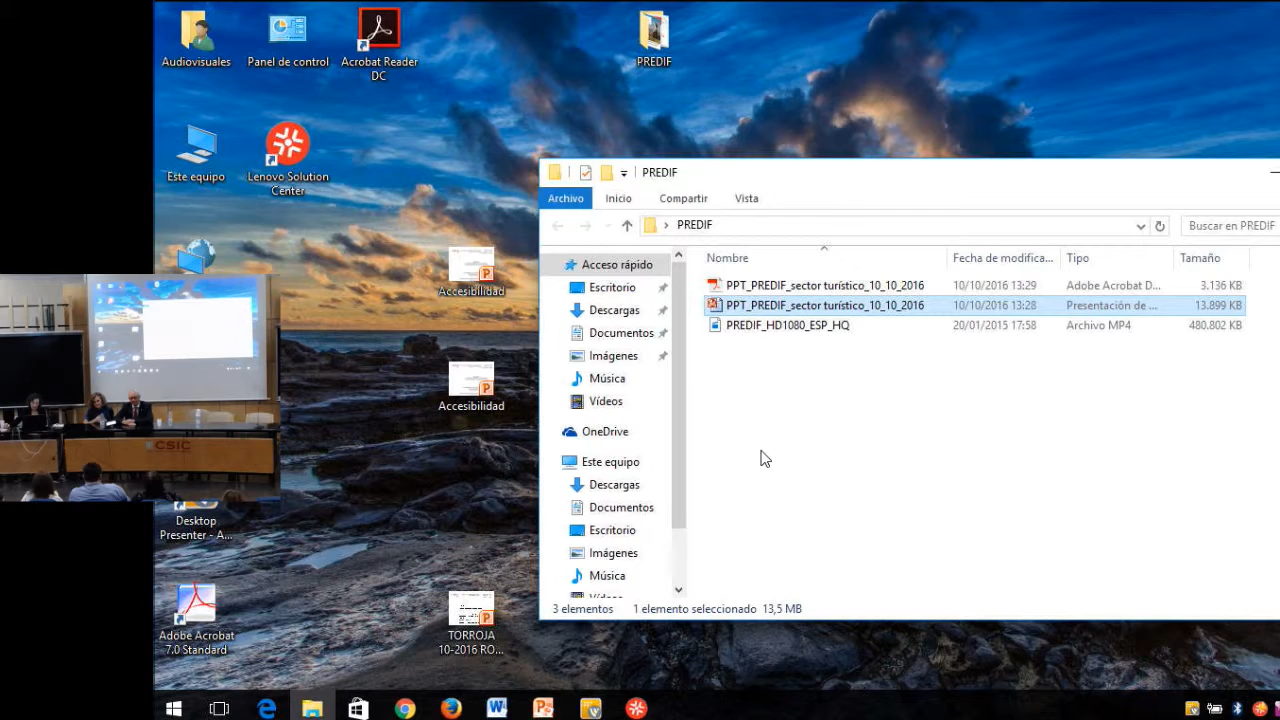 Audiovisuales
Panel de control
Acrobat Reader
DC
PREDIF
Este equipo
Lenovo Solution
Center
Accesibilidad
Accesibilidad
CSIC
Desktop
Presenter - A...
Adobe Acrobat
7.0 Standard
TORROJA
10-2016 RO...
PREDIF
Archivo
Inicio
Compartir
Vista
PREDIF
Buscar en PREDIF
Nombre
Fecha de modifica...
Tipo
Tamaño
PPT_PREDIF_sector turístico_10_10_2016
10/10/2016 13:29
Adobe Acrobat D...
3.136 KB
PPT_PREDIF_sector turístico_10_10_2016
10/10/2016 13:28
Presentación de ...
13.899 KB
PREDIF_HD1080_ESP_HQ
20/01/2015 17:58
Archivo MP4
480.802 KB
Acceso rápido
Escritorio
Descargas
Documentos
Imágenes
Música
Vídeos
OneDrive
Este equipo
Descargas
Documentos
Escritorio
Imágenes
Música
Vídeos
3 elementos
1 elemento seleccionado 13,5 MB